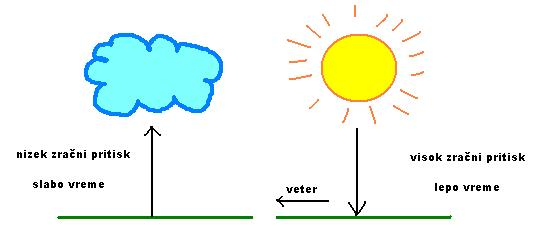 nizek zračni pritisk
slabo vreme
veter
visok zračni pritisk
lepo vreme